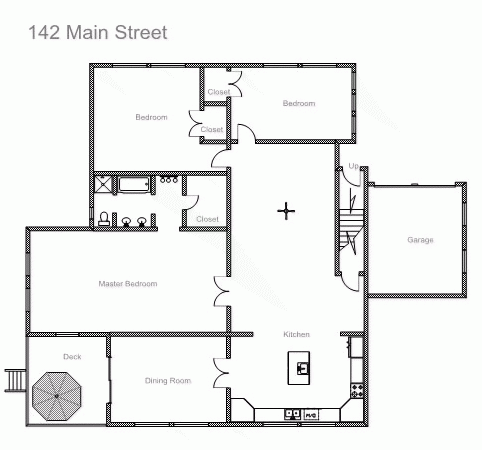 142 Main Street
Closet
Bedroom
Bedroom
Closet
Up
Closet
Garage
Master Bedroom
Kitchen
Deck
Dining Room